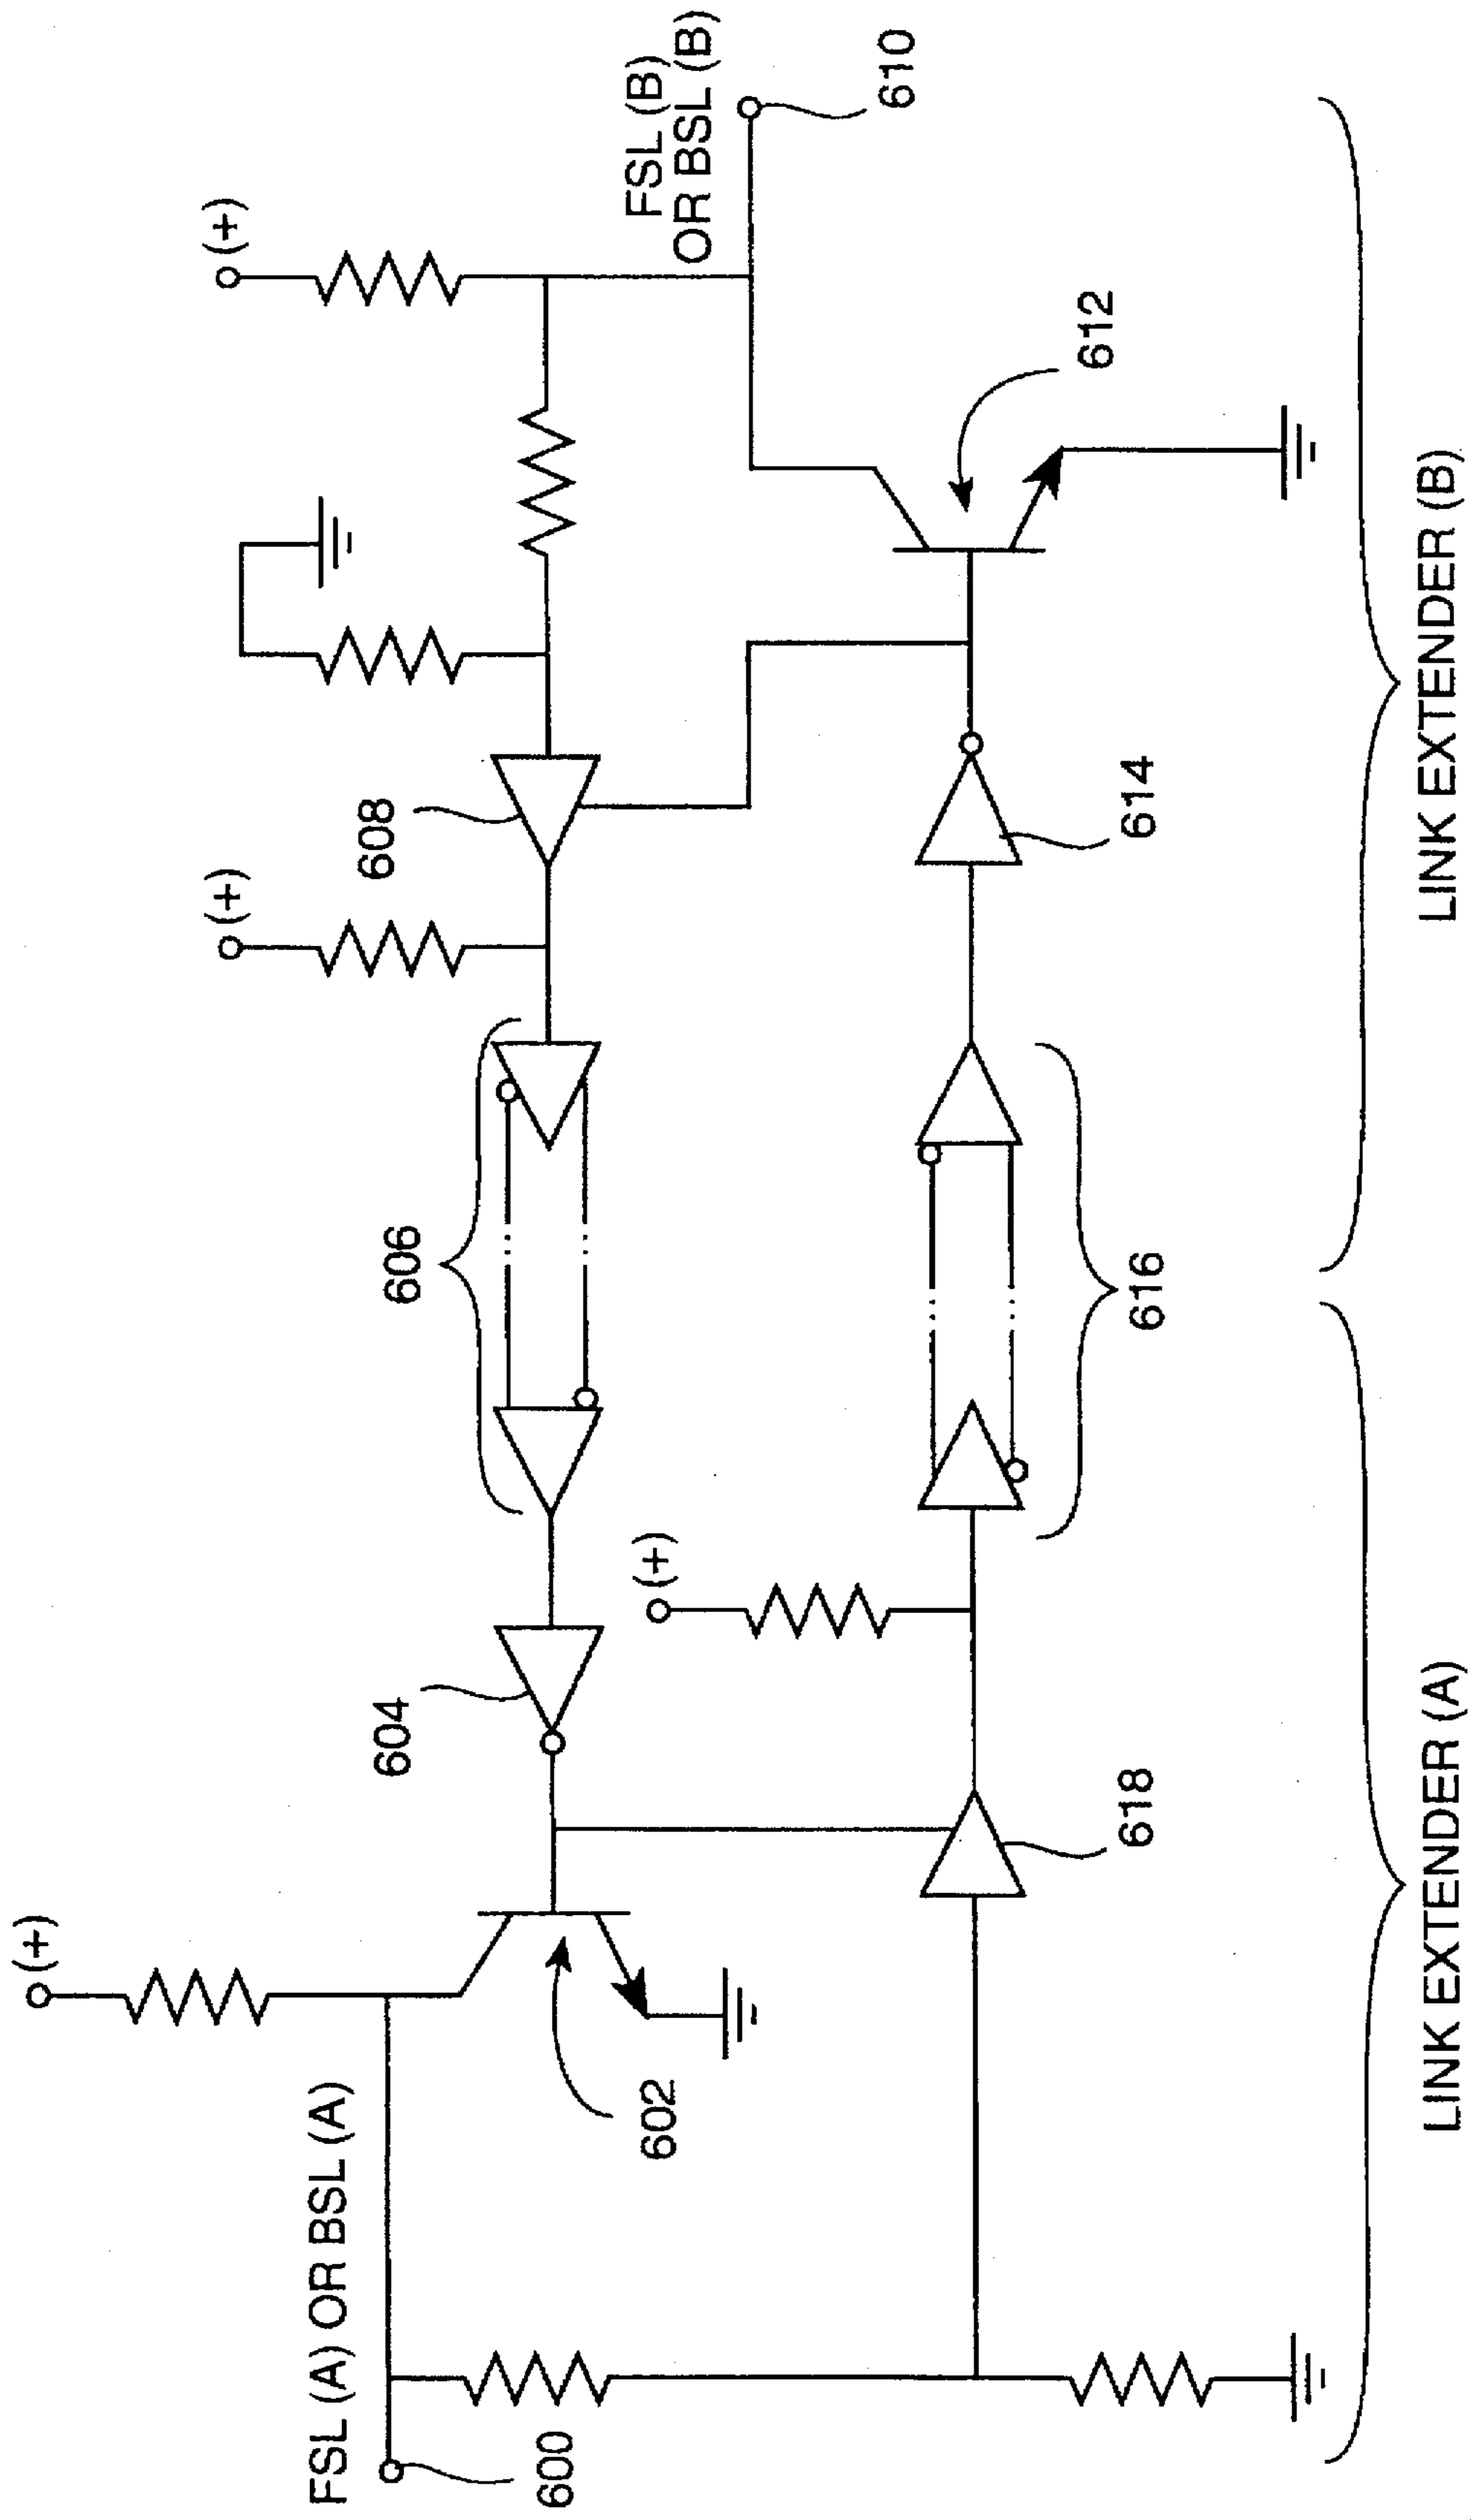 (+)
FSL (A) OR BSL (A)
600
602
604
606
(+)
608
(+)
(+)
FSL (B)
OR BSL (B)
610
612
614
616
618
LINK EXTENDER (A)
LINK EXTENDER (B)